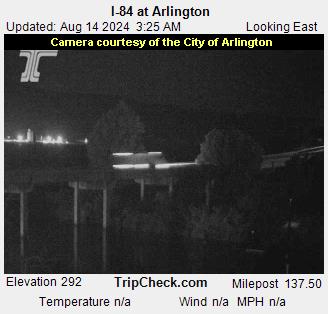 I-84 at Arlington
Updated: Aug 14 2024 3:25 AM Looking East
Camera courtesy of the City of Arlington
Elevation 292 TripCheck.com Milepost 137.50
Temperature n/a Wind n/a MPH n/a